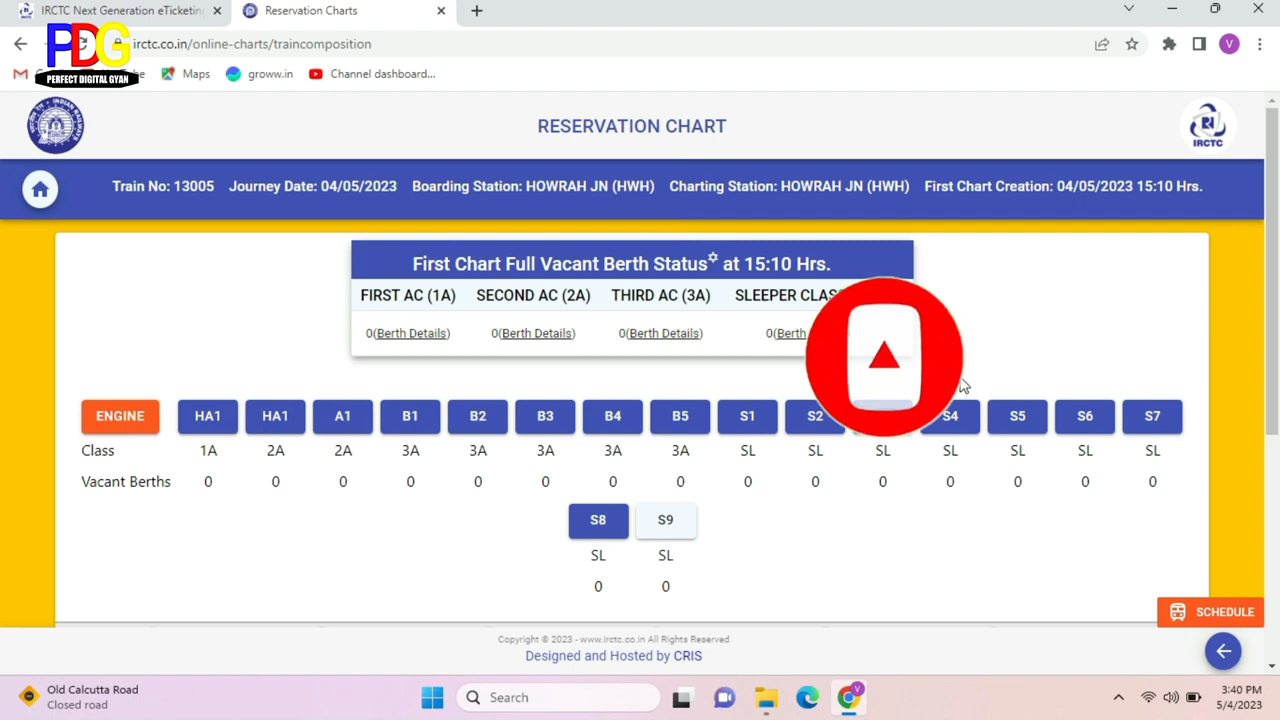 IRCTC Next Generation eTicketing
Reservation Charts
irctc.co.in/online-charts/traincomposition
PDG
PERFECT DIGITAL GYAN
Maps
groww.in
Channel dashboard...
V
RESERVATION CHART
IRCTC
Train No: 13005 Journey Date: 04/05/2023 Boarding Station: HOWRAH JN (HWH) Charting Station: HOWRAH JN (HWH) First Chart Creation: 04/05/2023 15:10 Hrs.
First Chart Full Vacant Berth Status✡ at 15:10 Hrs.
FIRST AC (1A) SECOND AC (2A) THIRD AC (3A) SLEEPER
0(Berth Details) 0(Berth Details) 0(Berth Details) 0(Berth
ENGINE HA1 HA1 A1 B1 B2 B3 B4 B5 S1 S2 S4 S5 S6 S7
Class 1A 2A 2A 3A 3A 3A 3A 3A SL SL SL SL SL SL SL
Vacant Berths 0 0 0 0 0 0 0 0 0 0 0 0 0 0 0
S8 S9
SL SL
0 0
SCHEDULE
Copyright © 2023 - www.irctc.co.in All Rights Reserved
Designed and Hosted by CRIS
Old Calcutta Road
Closed road
Search
V
3:40 PM
5/4/2023